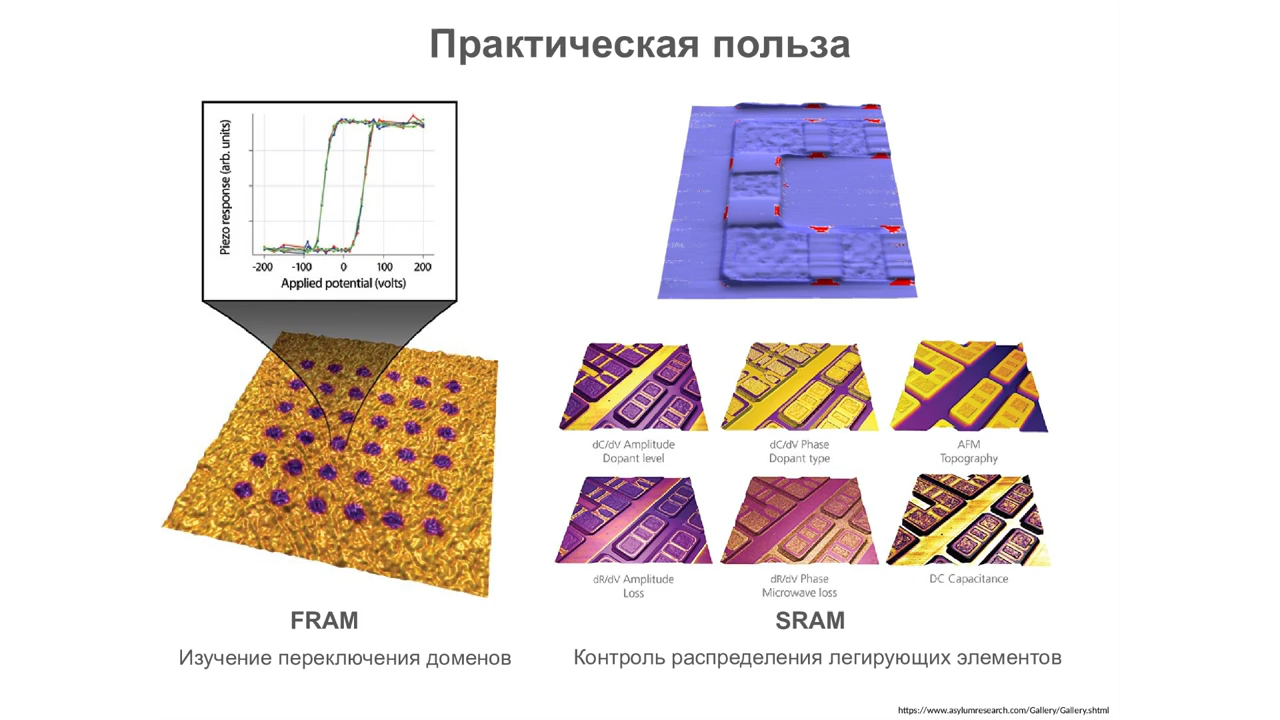 Практическая польза
Piezo response (arb. units)
-200 -100 0 100 200
Applied potential (volts)
dC/dV Amplitude
Dopant level
dC/dV Phase
Dopant type
AFM
Topography
dR/dV Amplitude
Loss
dR/dV Phase
Microwave loss
DC Capacitance
FRAM
SRAM
Изучение переключения доменов
Контроль распределения легирующих элементов
https://www.asylumresearch.com/Gallery/Gallery.shtml